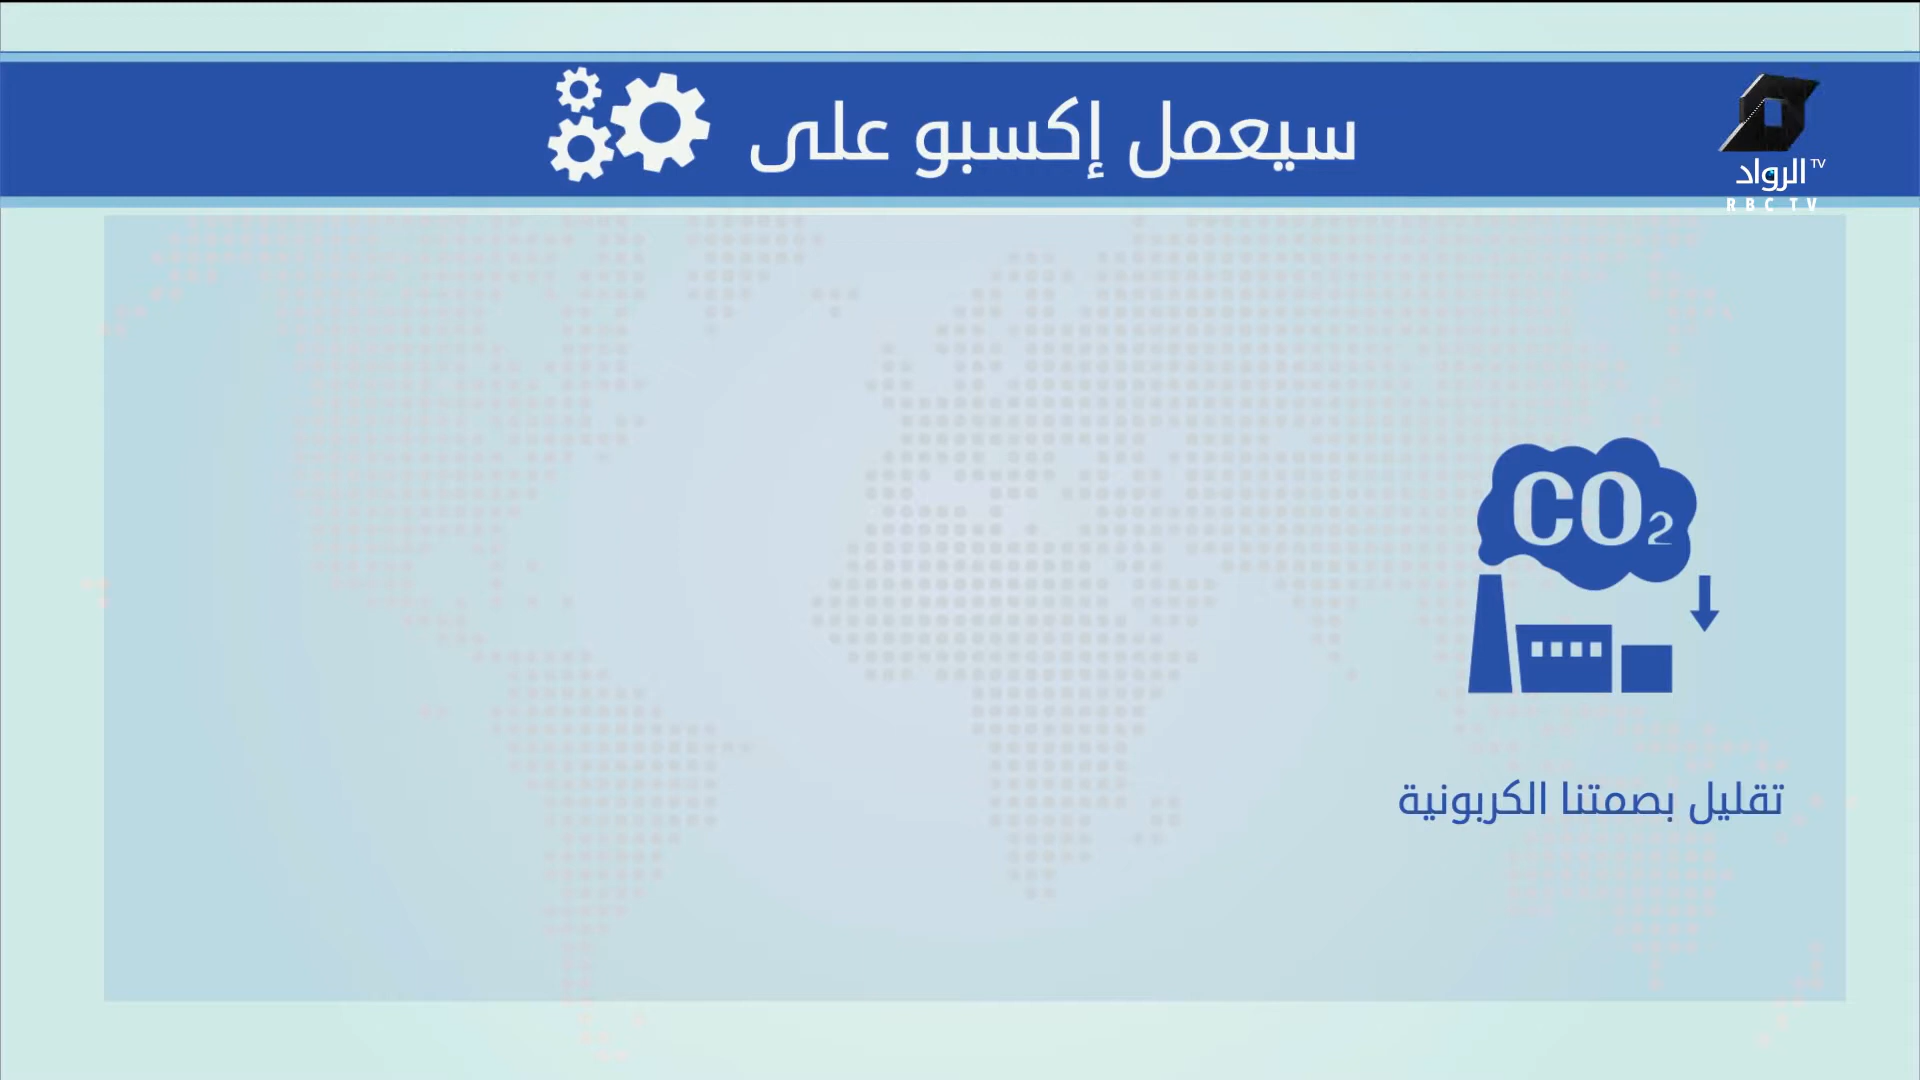 سيعمل إكسبو على
الرواد TV
RBC TV
CO₂
تقليل بصمتنا الكربونية